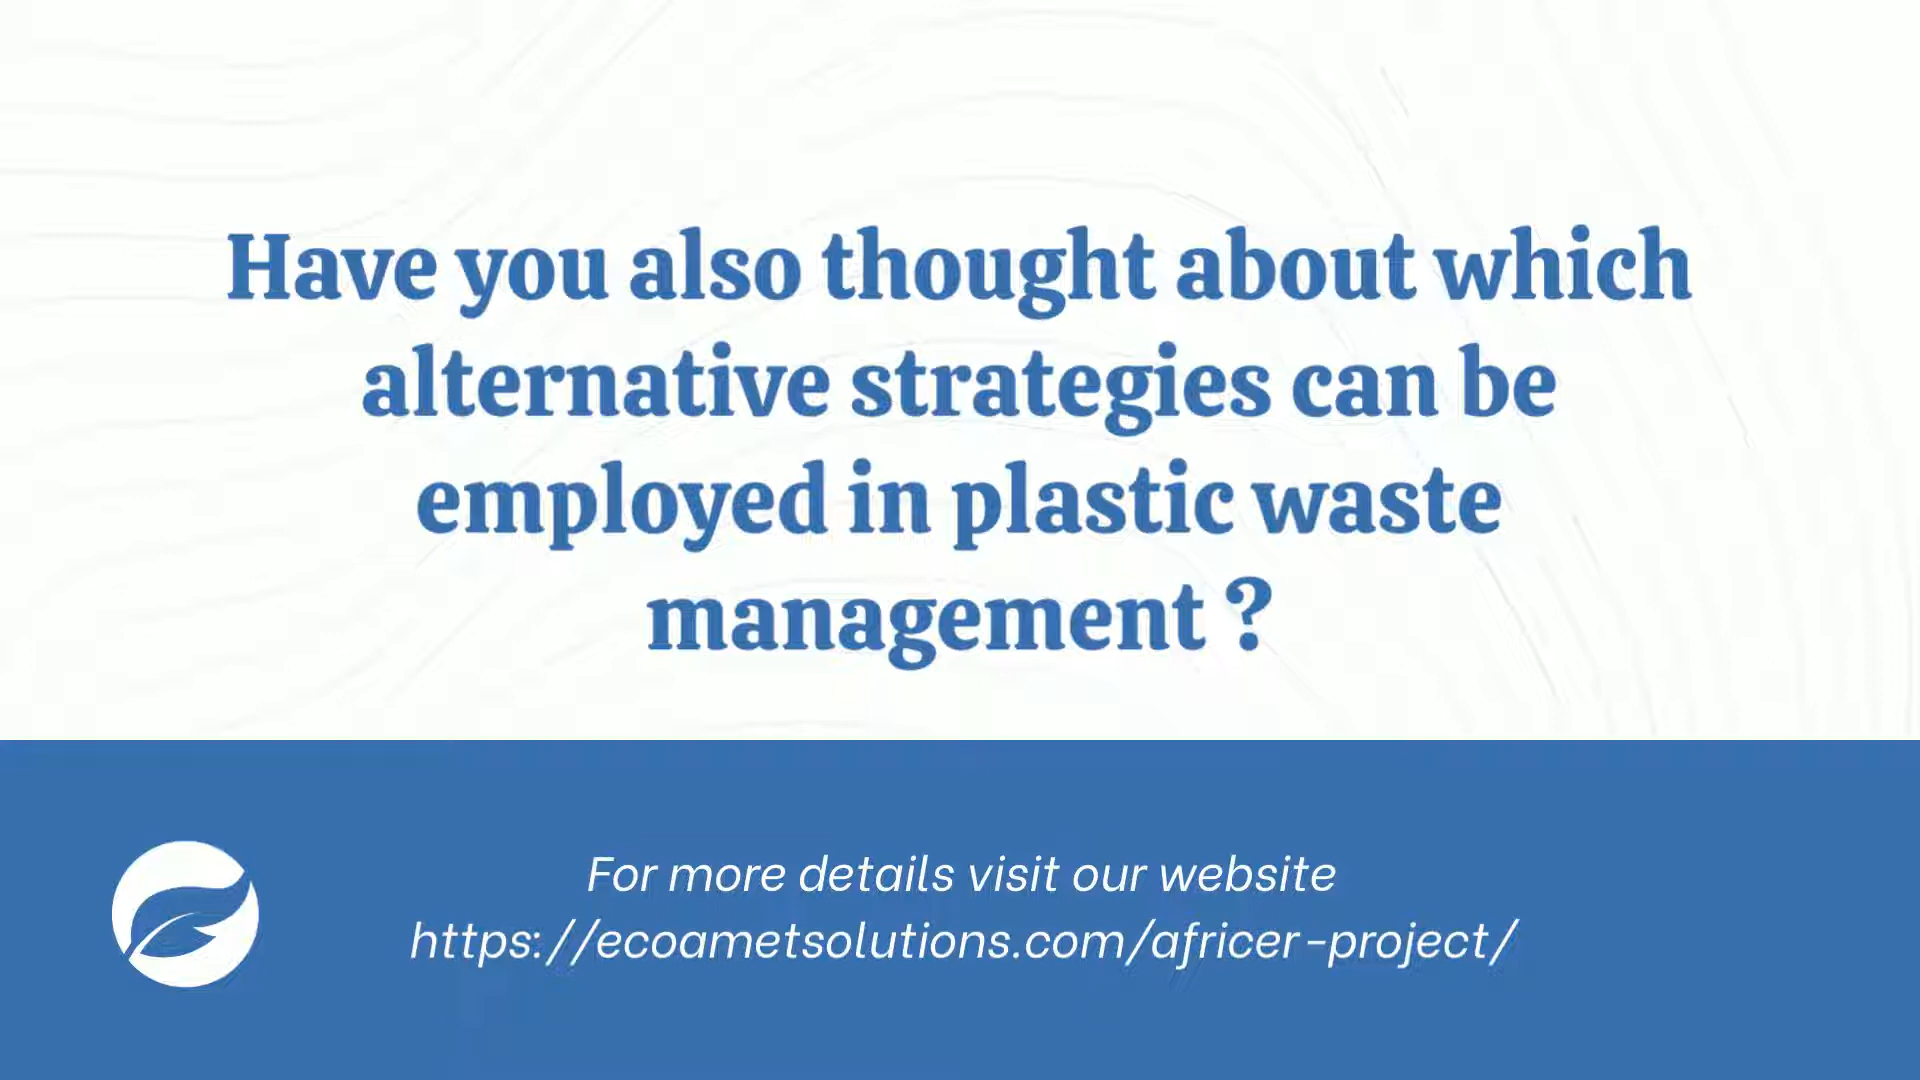 Have you also thought about which
alternative strategies can be
employed in plastic waste
management ?
For more details visit our website
https://ecoametsolutions.com/africer-project/